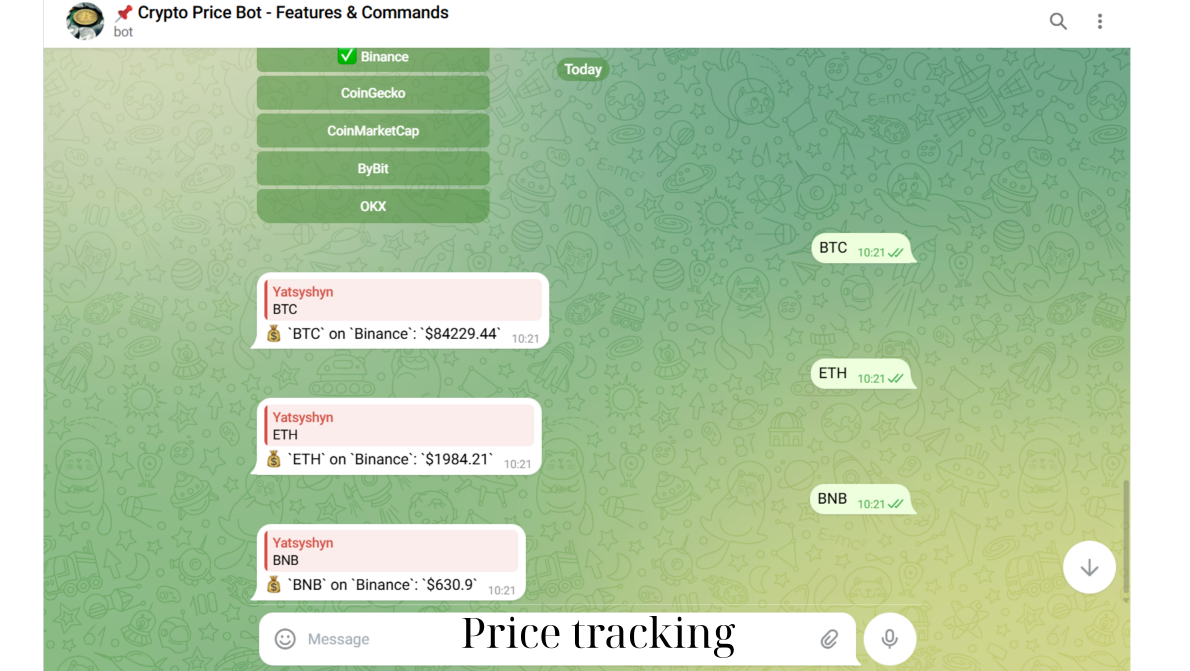 📌 Crypto Price Bot - Features & Commands
bot
✅ Binance
Today
CoinGecko
CoinMarketCap
ByBit
OKX
BTC 10:21
Yatsyshyn
BTC
💰 `BTC` on `Binance`: `$84229.44` 10:21
ETH 10:21
Yatsyshyn
ETH
💰 `ETH` on `Binance`: `$1984.21` 10:21
BNB 10:21
Yatsyshyn
BNB
💰 `BNB` on `Binance`: `$630.9` 10:21
Message
Price tracking